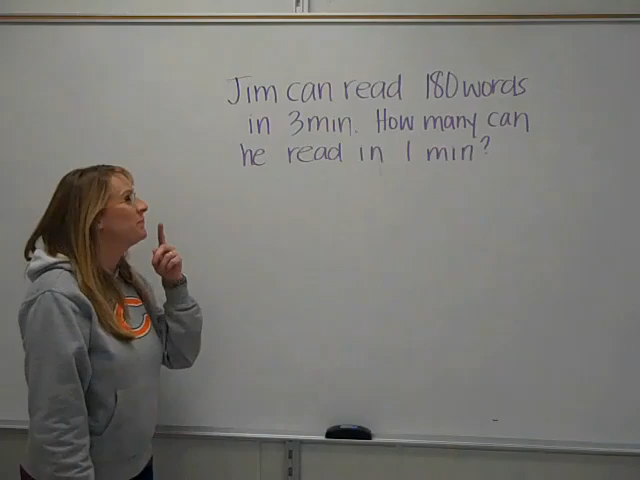 Jim can read 180 words
in 3 min. How many can
he read in 1 min?
C